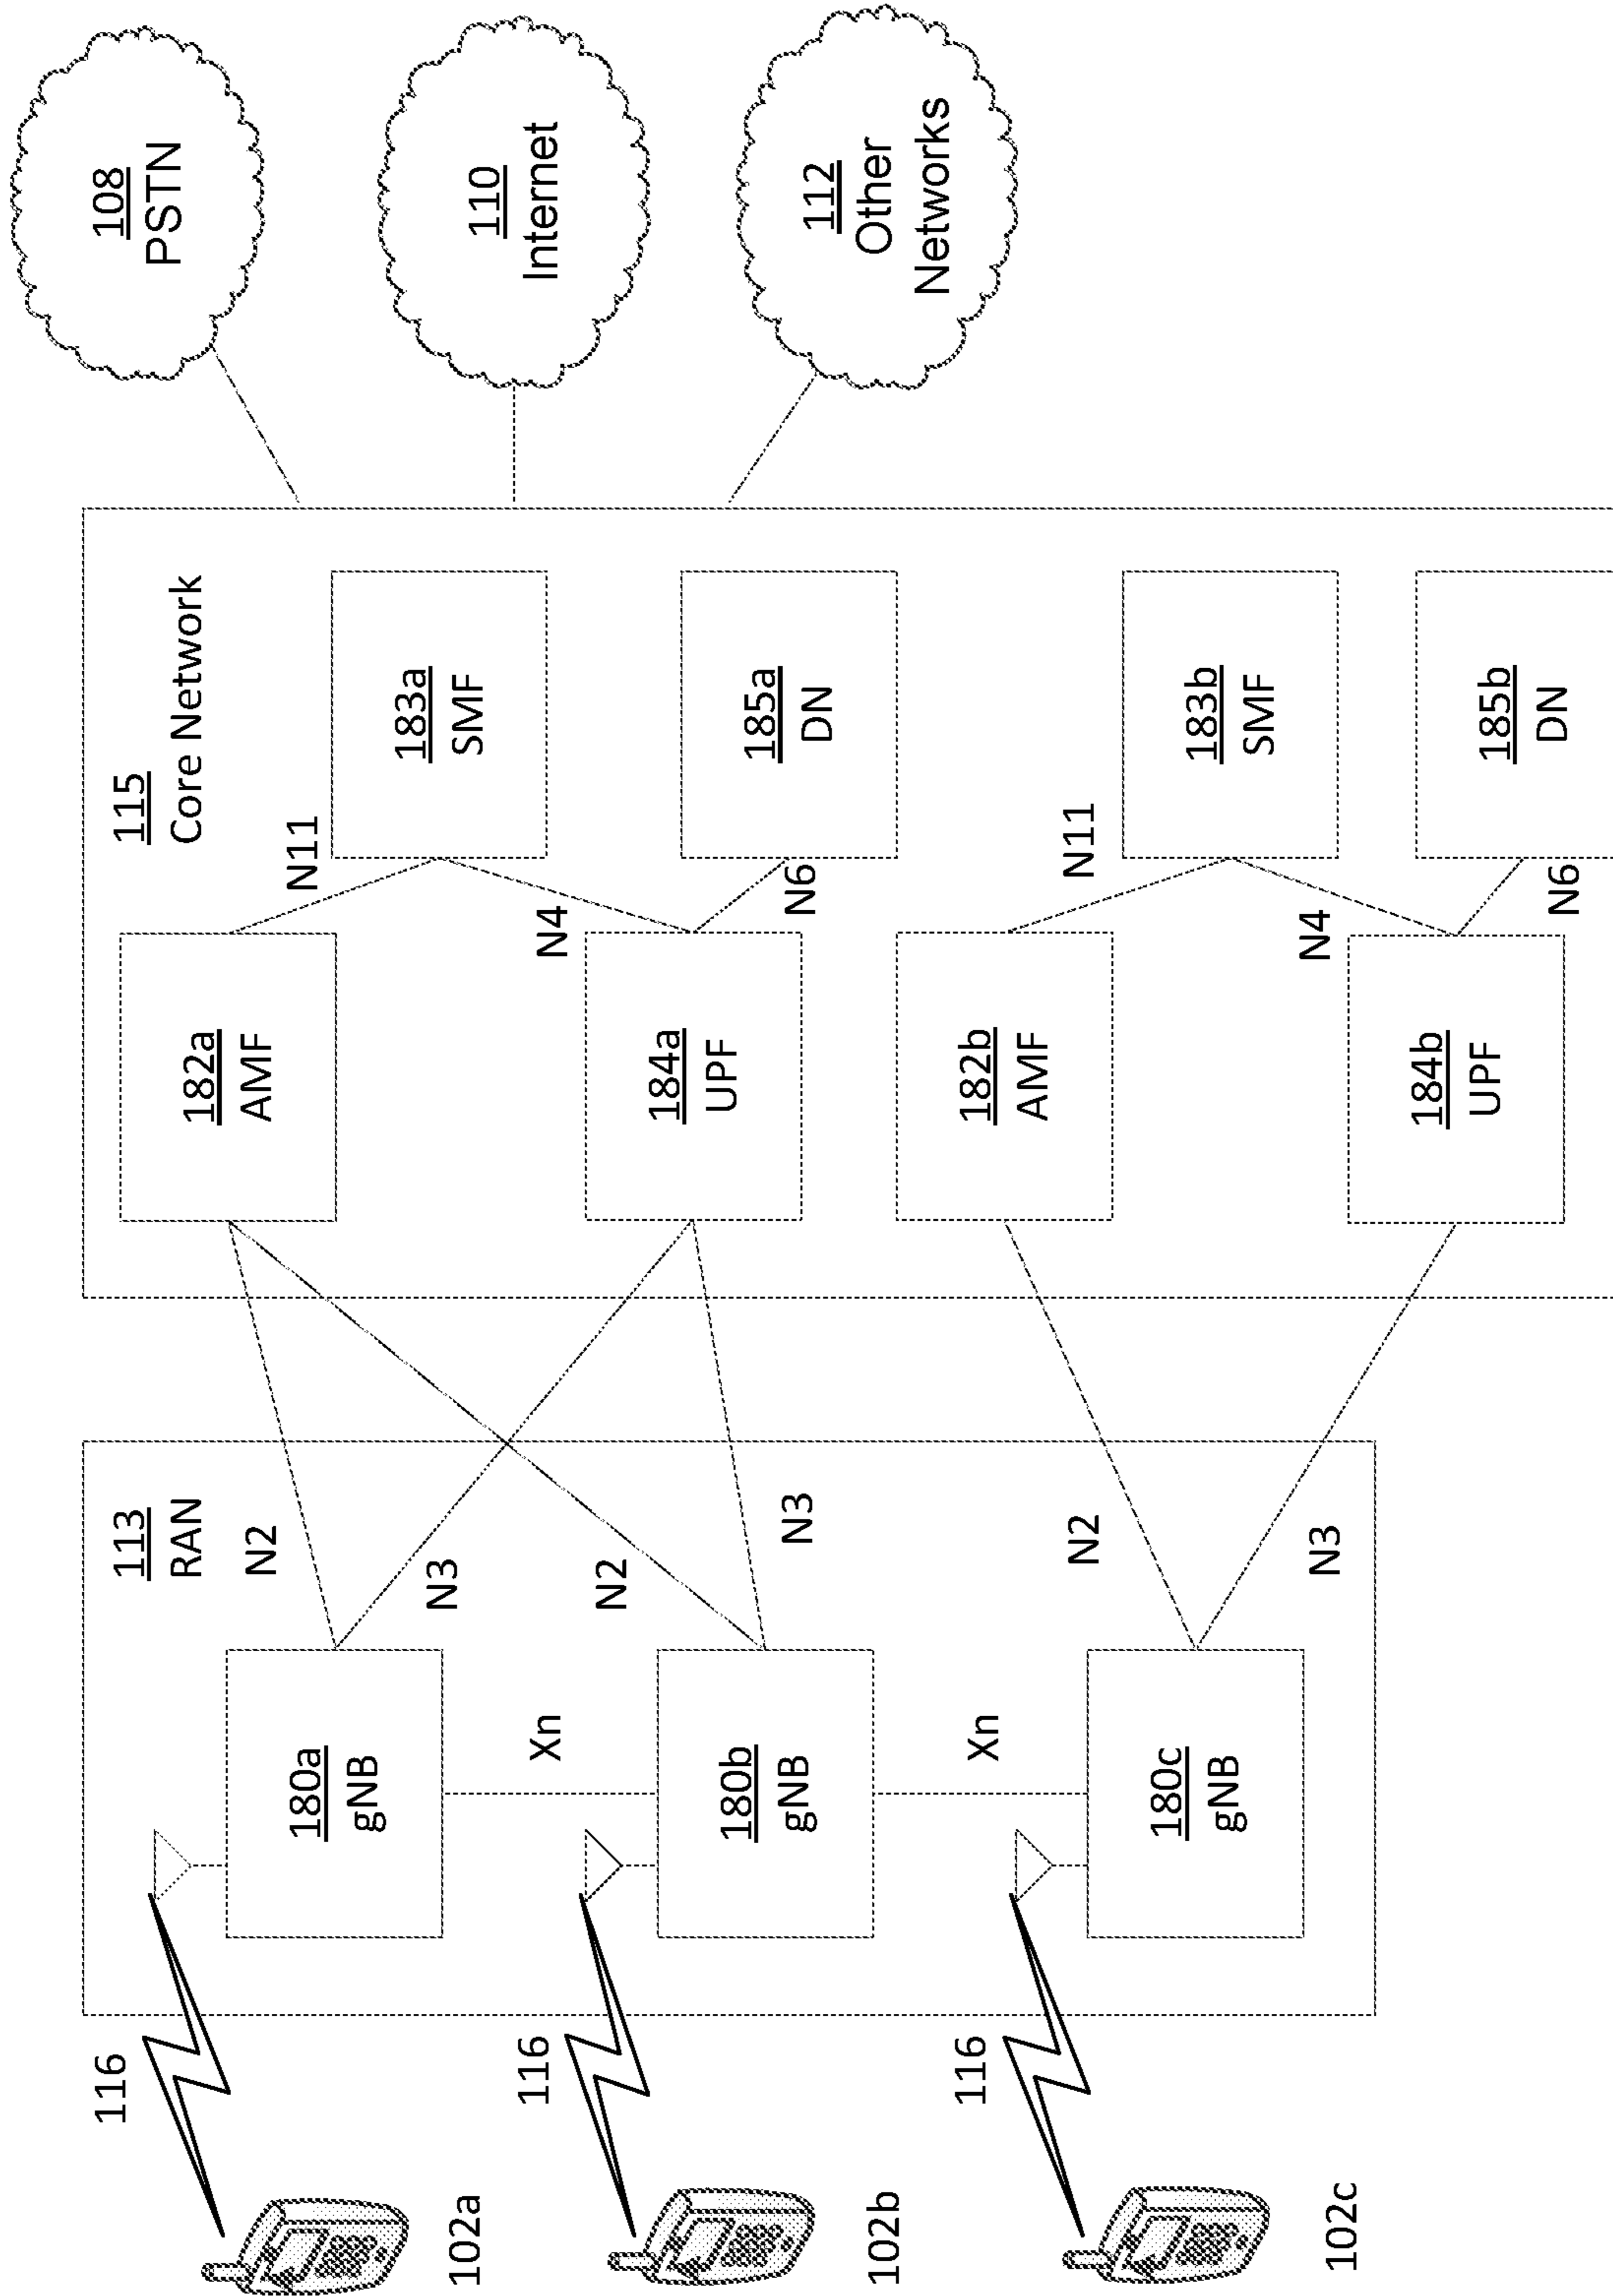 102a
116
102b
116
102c
116
113
RAN
180a
gNB
Xn
180b
gNB
Xn
180c
gNB
N2
N3
N2
N3
N2
N3
115
Core Network
182a
AMF
184a
UPF
182b
AMF
184b
UPF
N11
N4
N6
N11
N4
N6
183a
SMF
185a
DN
183b
SMF
185b
DN
108
PSTN
110
Internet
112
Other
Networks